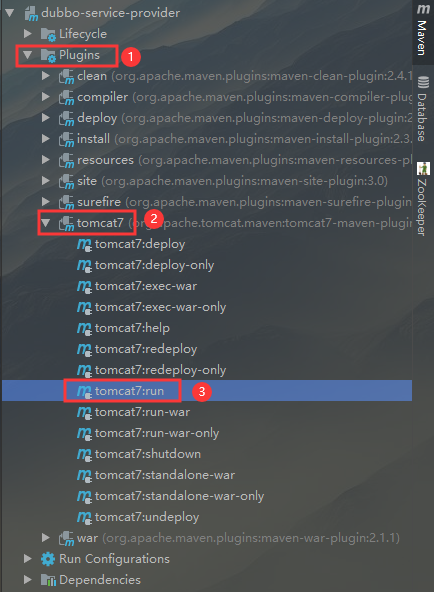 dubbo-service-provider
Lifecycle
Plugins 1
clean (org.apache.maven.plugins:maven-clean-plugin:2.4.1
compiler (org.apache.maven.plugins:maven-compiler-plu
deploy (org.apache.maven.plugins:maven-deploy-plugin:2
install (org.apache.maven.plugins:maven-install-plugin:2.3.
resources (org.apache.maven.plugins:maven-resources-pl
site (org.apache.maven.plugins:maven-site-plugin:3.0)
surefire (org.apache.maven.plugins:maven-surefire-plugin
tomcat7 2 org.apache.tomcat.maven:tomcat7-maven-plugin
tomcat7:deploy
tomcat7:deploy-only
tomcat7:exec-war
tomcat7:exec-war-only
tomcat7:help
tomcat7:redeploy
tomcat7:redeploy-only
tomcat7:run 3
tomcat7:run-war
tomcat7:run-war-only
tomcat7:shutdown
tomcat7:standalone-war
tomcat7:standalone-war-only
tomcat7:undeploy
war (org.apache.maven.plugins:maven-war-plugin:2.1.1)
Run Configurations
Dependencies
Maven
Database
ZooKeeper